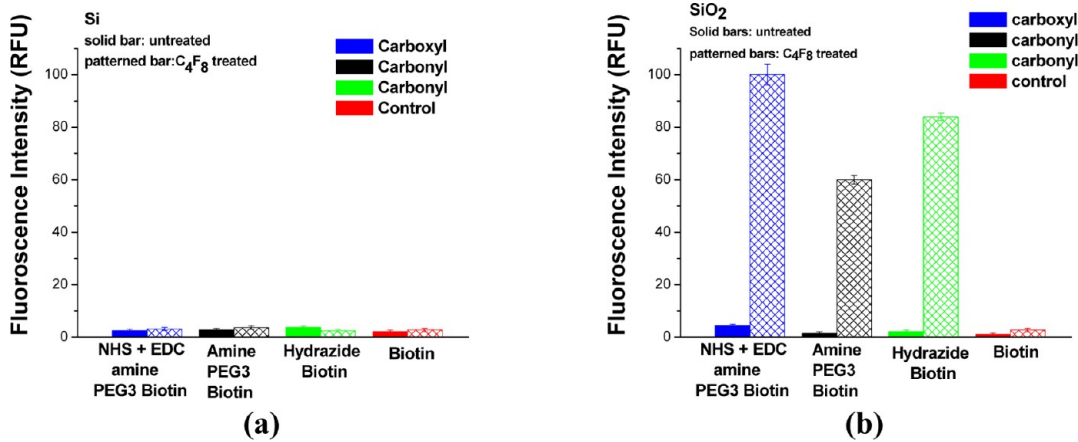 Si
solid bar: untreated
patterned bar:C4F8 treated
Carboxyl
Carbonyl
Carbonyl
Control
Fluoroscence Intensity (RFU)
100
80
60
40
20
0
NHS + EDC
amine
PEG3 Biotin
Amine
PEG3
Biotin
Hydrazide
Biotin
Biotin
(a)
SiO2
Solid bars: untreated
patterned bars: C4F8 treated
carboxyl
carbonyl
carbonyl
control
Fluoroscence Intensity (RFU)
100
80
60
40
20
0
NHS + EDC
amine
PEG3 Biotin
Amine
PEG3
Biotin
Hydrazide
Biotin
Biotin
(b)